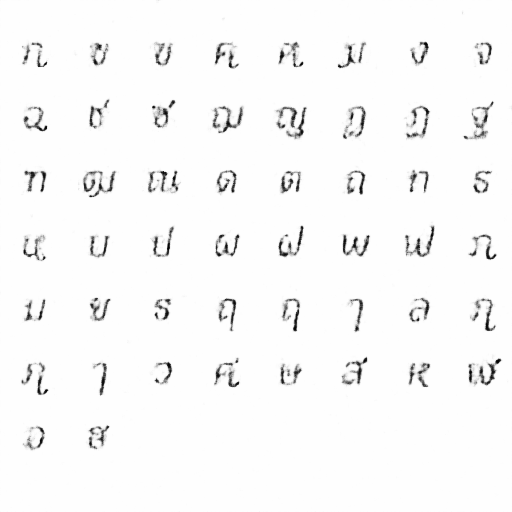 ก ข ฃ ค ฅ ฆ ง จ
ฉ ช ซ ฌ ญ ฎ ฏ ฐ
ฑ ฒ ณ ด ต ถ ท ธ
น บ ป ผ ฝ พ ฟ ภ
ม ย ร ฤ ฤ ๅ ล ฦ
ฦ ๅ ว ศ ษ ส ห ฬ
อ ฮ